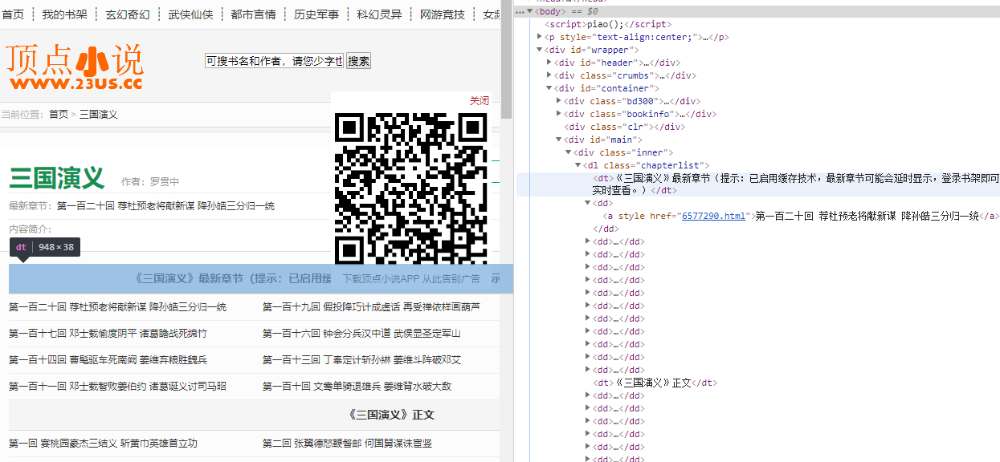 首页 我的书架 玄幻奇幻 武侠仙侠 都市言情 历史军事 科幻灵异 网游竞技
顶点小说
WWW.23US.CC
可搜书名和作者，请您少字也 搜索
当前位置：首页 > 三国演义
关闭
三国演义 作者：罗贯中
最新章节：第一百二十回 荐杜预老将献新谋 降孙皓三分归一统
内容简介：
dt 948×38
《三国演义》最新章节（提示：已启用缓
下载顶点小说APP 从此告别广告
示
第一百二十回 荐杜预老将献新谋 降孙皓三分归一统 第一百十九回 假投降巧计成虚话 再受禅依样画葫芦
第一百十七回 邓士载偷度阴平 诸葛瞻战死绵竹 第一百十六回 钟会分兵汉中道 武侯显圣定军山
第一百十四回 曹髦驱车死南阙 姜维弃粮胜魏兵 第一百十三回 丁奉定计斩孙綝 姜维斗阵破邓艾
第一百十一回 邓士载智败姜伯约 诸葛诞义讨司马昭 第一百十回 文鸯单骑退雄兵 姜维背水破大敌
《三国演义》正文
第一回 宴桃园豪杰三结义 斩黄巾英雄首立功 第二回 张翼德怒鞭督邮 何国舅谋诛宦竖
…▼<body> == $0
<script>piao();</script>
▶<p style="text-align:center;">…</p>
▼<div id="wrapper">
▶<div id="header">…</div>
▶<div class="crumbs">…</div>
▼<div id="container">
▶<div class="bd300">…</div>
▶<div class="bookinfo">…</div>
<div class="clr"></div>
▼<div id="main">
▼<div class="inner">
▼<dl class="chapterlist">
<dt>《三国演义》最新章节（提示：已启用缓存技术，最新章节可能会延时显示，登录书架即可
实时查看。）</dt>
▼<dd>
<a style href="6577290.html">第一百二十回 荐杜预老将献新谋 降孙皓三分归一统</a>
</dd>
▶<dd>…</dd>
▶<dd>…</dd>
▶<dd>…</dd>
▶<dd>…</dd>
▶<dd>…</dd>
▶<dd>…</dd>
▶<dd>…</dd>
▶<dd>…</dd>
▶<dd>…</dd>
▶<dd>…</dd>
▶<dd>…</dd>
<dt>《三国演义》正文</dt>
▶<dd>…</dd>
▶<dd>…</dd>
▶<dd>…</dd>
▶<dd>…</dd>
▶<dd>…</dd>
▶<dd>…</dd>